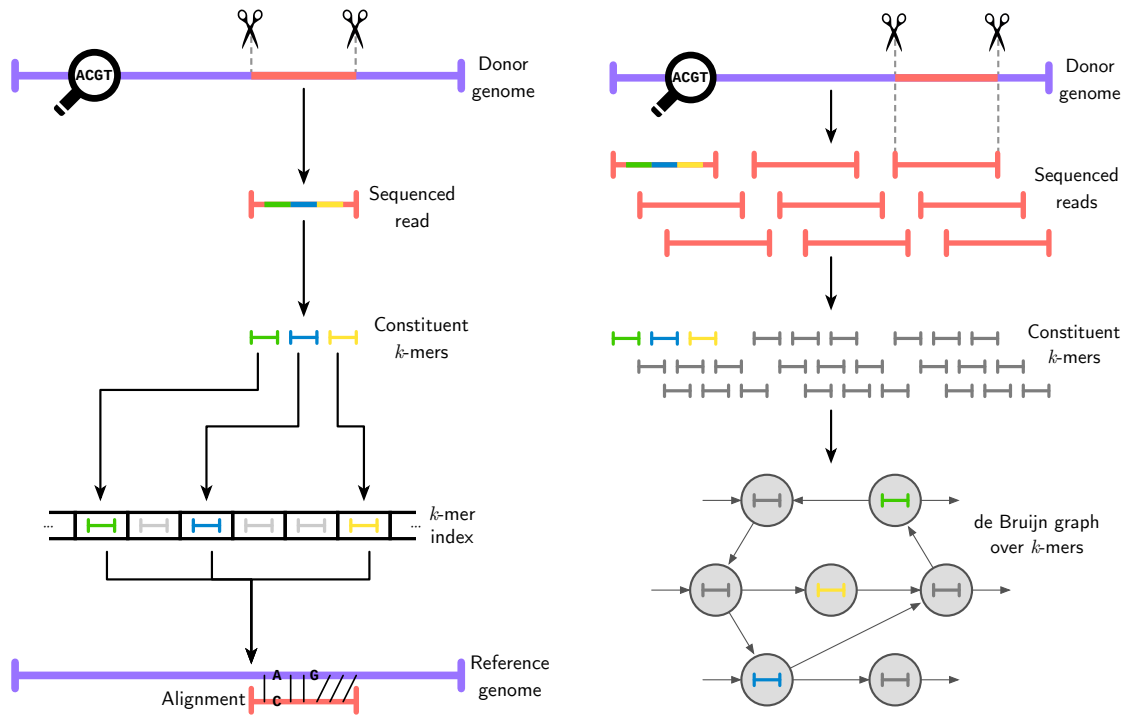 ACGT
Donor
genome
Sequenced
read
Constituent
k-mers
...
...
k-mer
index
A
G
Reference
genome
Alignment
C
ACGT
Donor
genome
Sequenced
reads
Constituent
k-mers
de Bruijn graph
over k-mers